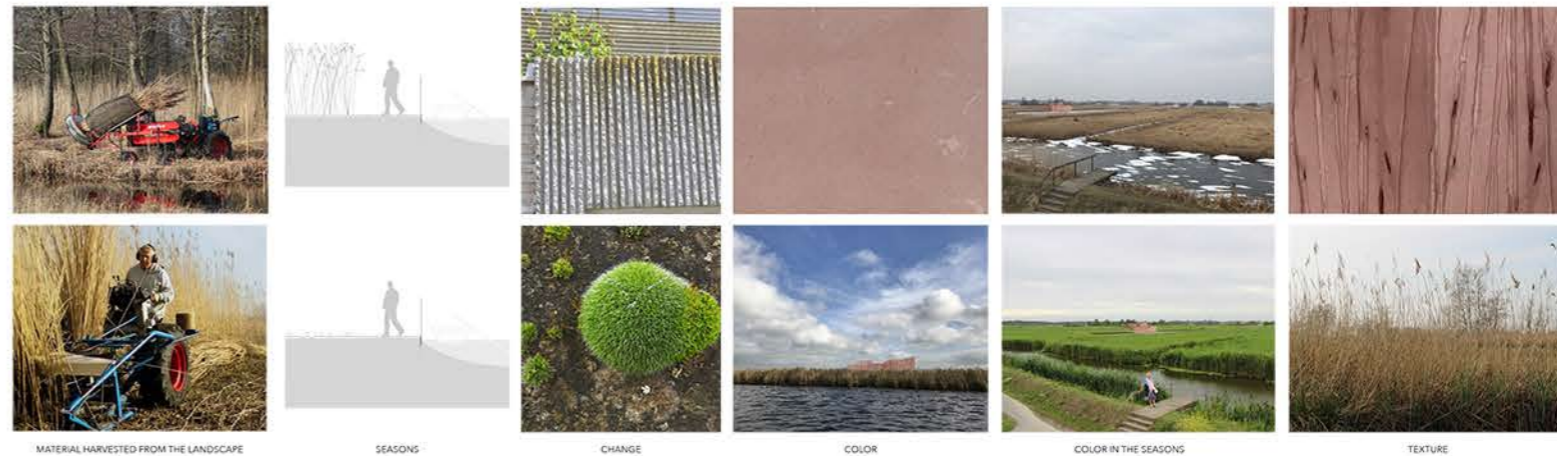 MATERIAL HARVESTED FROM THE LANDSCAPE
SEASONS
CHANGE
COLOR
COLOR IN THE SEASONS
TEXTURE